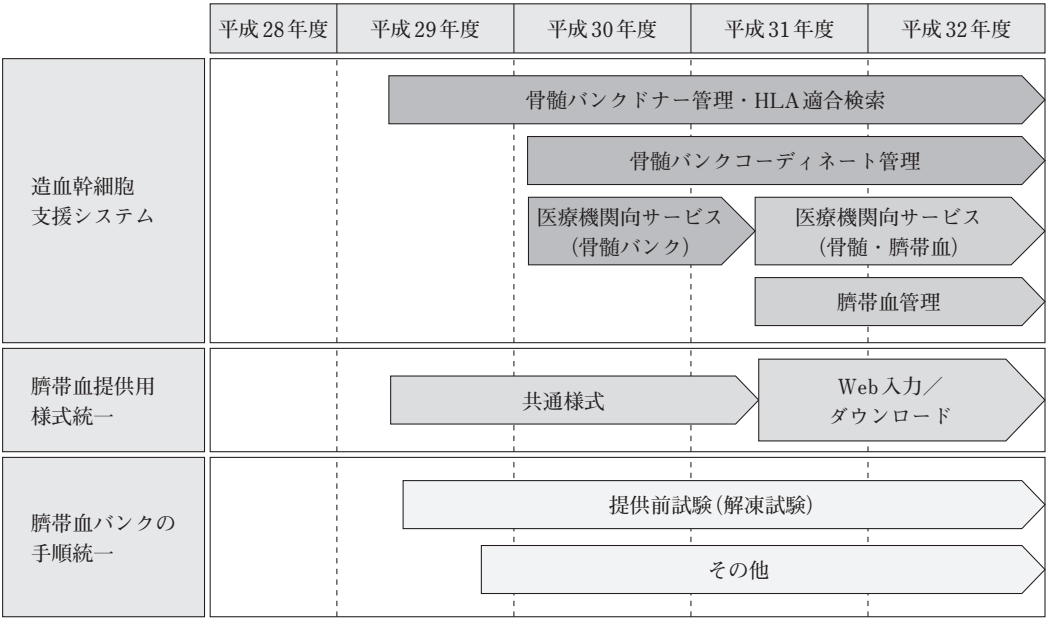 平成28年度 平成29年度 平成30年度 平成31年度 平成32年度
造血幹細胞
支援システム
骨髄バンクドナー管理・HLA適合検索
骨髄バンクコーディネート管理
医療機関向サービス
(骨髄バンク)
医療機関向サービス
(骨髄・臍帯血)
臍帯血管理
臍帯血提供用
様式統一
共通様式
Web入力／
ダウンロード
臍帯血バンクの
手順統一
提供前試験(解凍試験)
その他